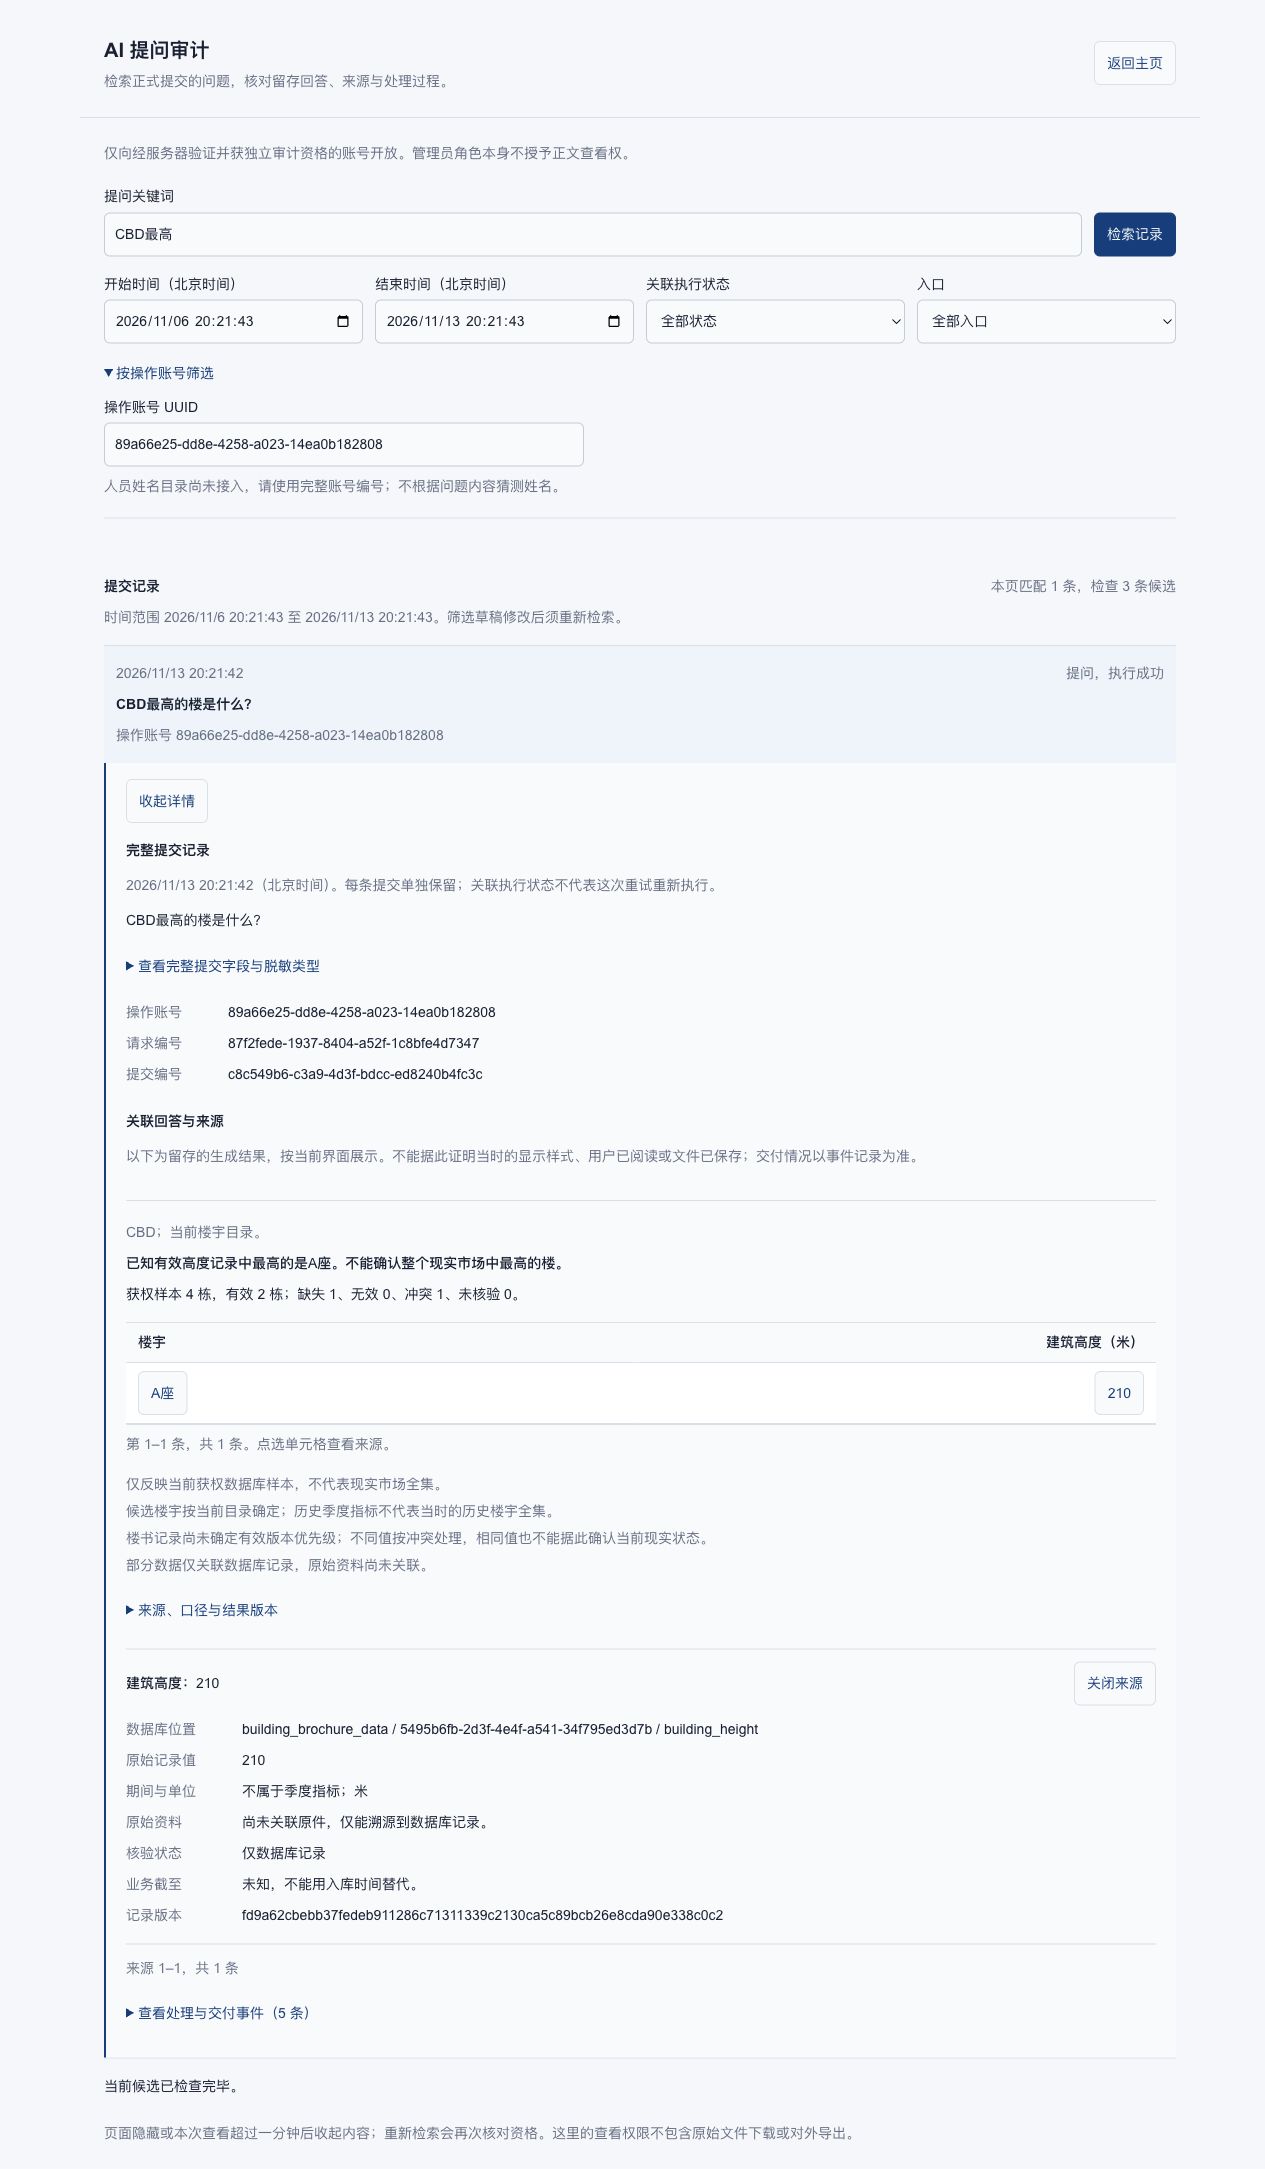 AI 提问审计
检索正式提交的问题，核对留存回答、来源与处理过程。
返回主页
仅向经服务器验证并获独立审计资格的账号开放。管理员角色本身不授予正文查看权。
提问关键词
CBD最高
检索记录
开始时间（北京时间）
结束时间（北京时间）
关联执行状态
入口
2026/11/06 20:21:43
2026/11/13 20:21:43
全部状态
全部入口
▼按操作账号筛选
操作账号 UUID
89a66e25-dd8e-4258-a023-14ea0b182808
人员姓名目录尚未接入，请使用完整账号编号；不根据问题内容猜测姓名。
提交记录
本页匹配 1 条，检查 3 条候选
时间范围 2026/11/6 20:21:43 至 2026/11/13 20:21:43。筛选草稿修改后须重新检索。
2026/11/13 20:21:42
提问，执行成功
CBD最高的楼是什么？
操作账号 89a66e25-dd8e-4258-a023-14ea0b182808
收起详情
完整提交记录
2026/11/13 20:21:42（北京时间）。每条提交单独保留；关联执行状态不代表这次重试重新执行。
CBD最高的楼是什么？
▶查看完整提交字段与脱敏类型
操作账号 89a66e25-dd8e-4258-a023-14ea0b182808
请求编号 87f2fede-1937-8404-a52f-1c8bfe4d7347
提交编号 c8c549b6-c3a9-4d3f-bdcc-ed8240b4fc3c
关联回答与来源
以下为留存的生成结果，按当前界面展示。不能据此证明当时的显示样式、用户已阅读或文件已保存；交付情况以事件记录为准。
CBD；当前楼宇目录。
已知有效高度记录中最高的是A座。不能确认整个现实市场中最高的楼。
获权样本 4 栋，有效 2 栋；缺失 1、无效 0、冲突 1、未核验 0。
楼宇 建筑高度（米）
A座 210
第 1–1 条，共 1 条。点选单元格查看来源。
仅反映当前获权数据库样本，不代表现实市场全集。
候选楼宇按当前目录确定；历史季度指标不代表当时的历史楼宇全集。
楼书记录尚未确定有效版本优先级；不同值按冲突处理，相同值也不能据此确认当前现实状态。
部分数据仅关联数据库记录，原始资料尚未关联。
▶来源、口径与结果版本
建筑高度：210
关闭来源
数据库位置 building_brochure_data / 5495b6fb-2d3f-4e4f-a541-34f795ed3d7b / building_height
原始记录值 210
期间与单位 不属于季度指标；米
原始资料 尚未关联原件，仅能溯源到数据库记录。
核验状态 仅数据库记录
业务截至 未知，不能用入库时间替代。
记录版本 fd9a62cbebb37fedeb911286c71311339c2130ca5c89bcb26e8cda90e338c0c2
来源 1–1，共 1 条
▶查看处理与交付事件（5 条）
当前候选已检查完毕。
页面隐藏或本次查看超过一分钟后收起内容；重新检索会再次核对资格。这里的查看权限不包含原始文件下载或对外导出。